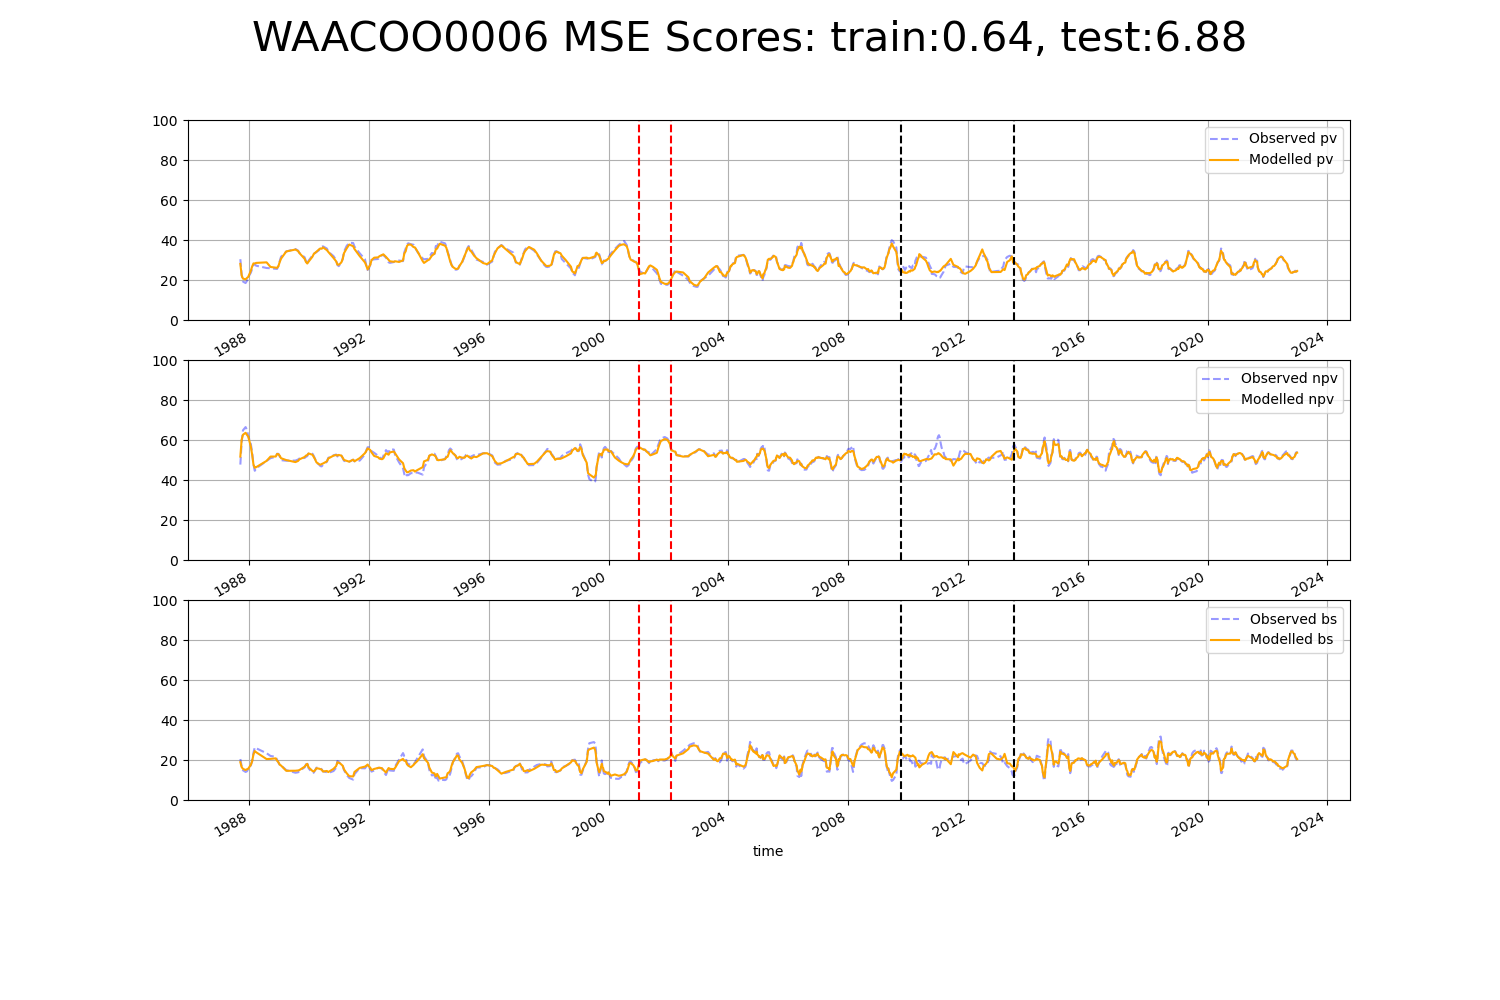 WAACOO0006 MSE Scores: train:0.64, test:6.88
100
80
60
40
20
0
Observed pv
Modelled pv
1988 1992 1996 2000 2004 2008 2012 2016 2020 2024
100
80
60
40
20
0
Observed npv
Modelled npv
1988 1992 1996 2000 2004 2008 2012 2016 2020 2024
100
80
60
40
20
0
Observed bs
Modelled bs
1988 1992 1996 2000 2004 2008 2012 2016 2020 2024
time